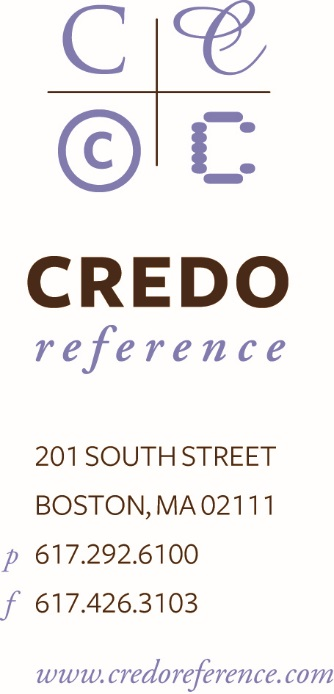 C C
© C
CREDO
reference
201 SOUTH STREET
BOSTON, MA 02111
p 617.292.6100
f 617.426.3103
www.credoreference.com